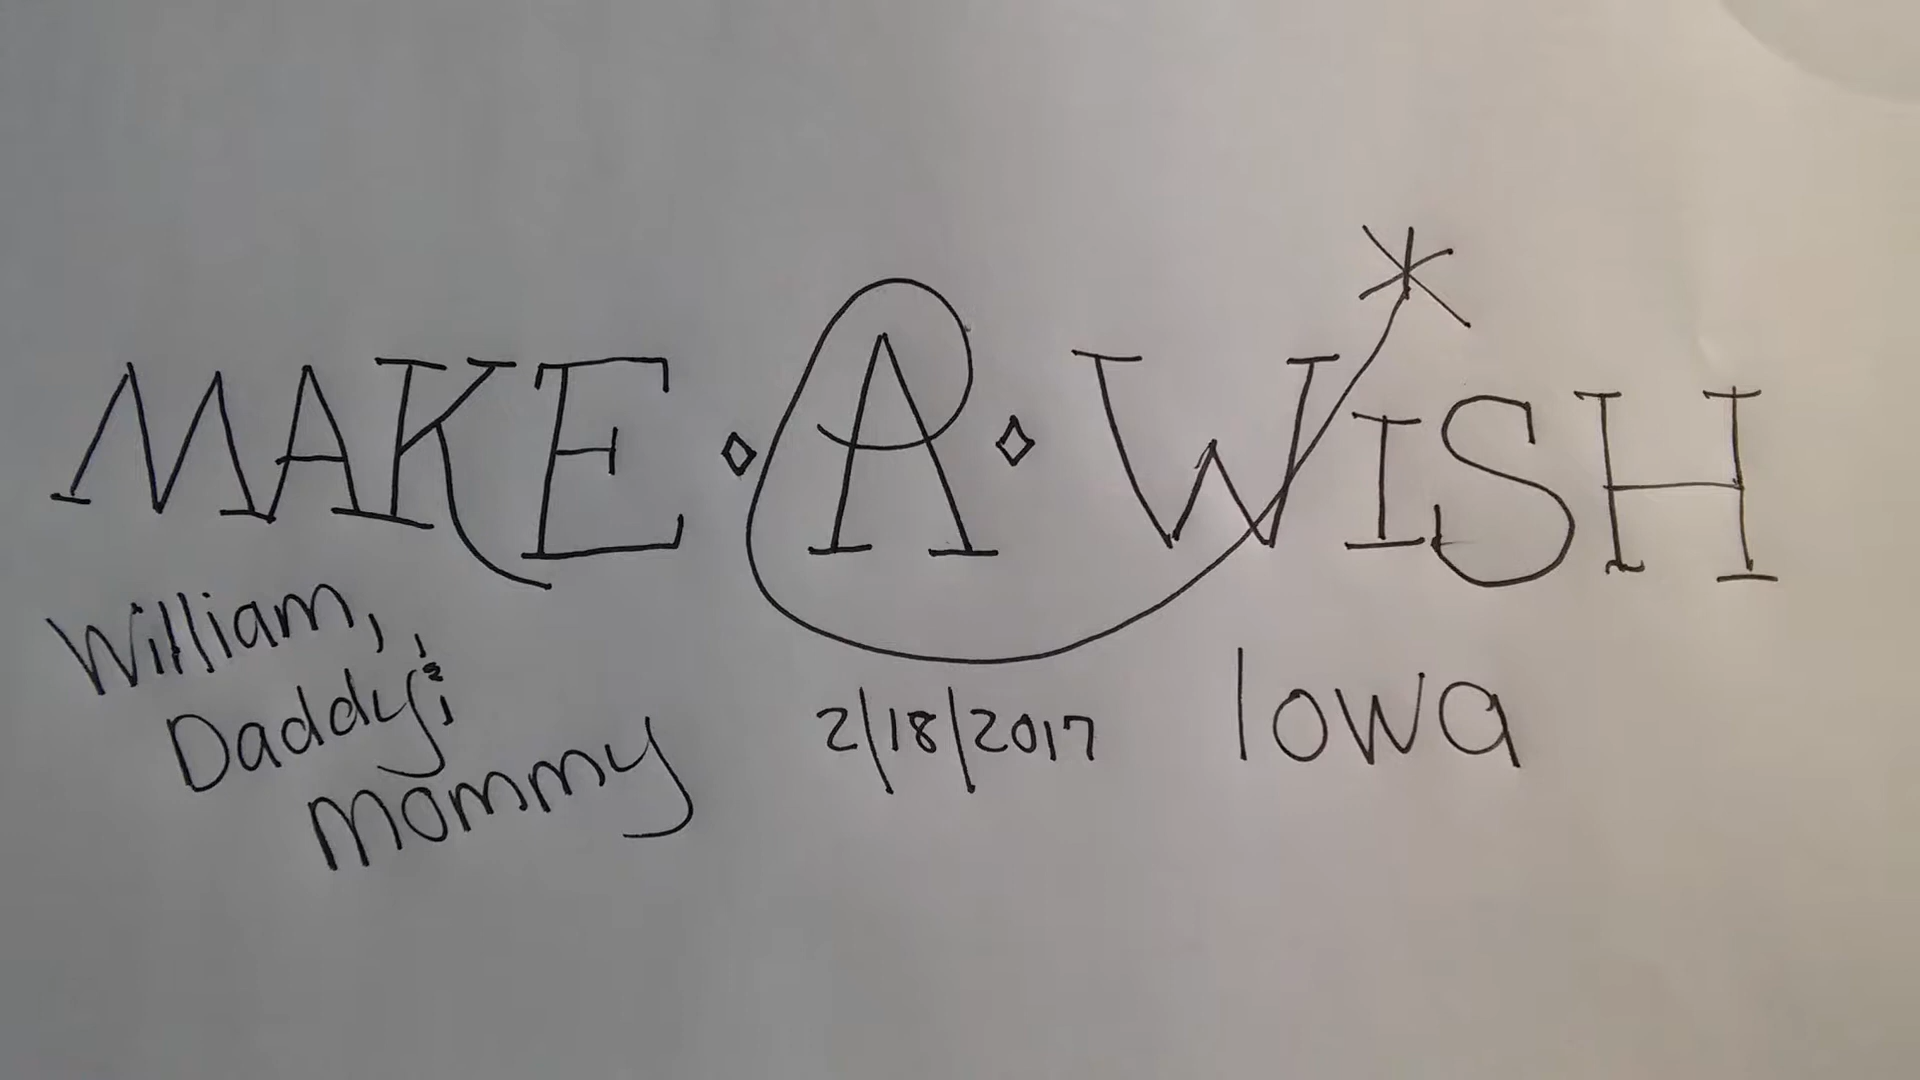 MAKE ⋄ A ⋄ WISH
William,
Daddy,
Mommy
2/18/2017
Iowa